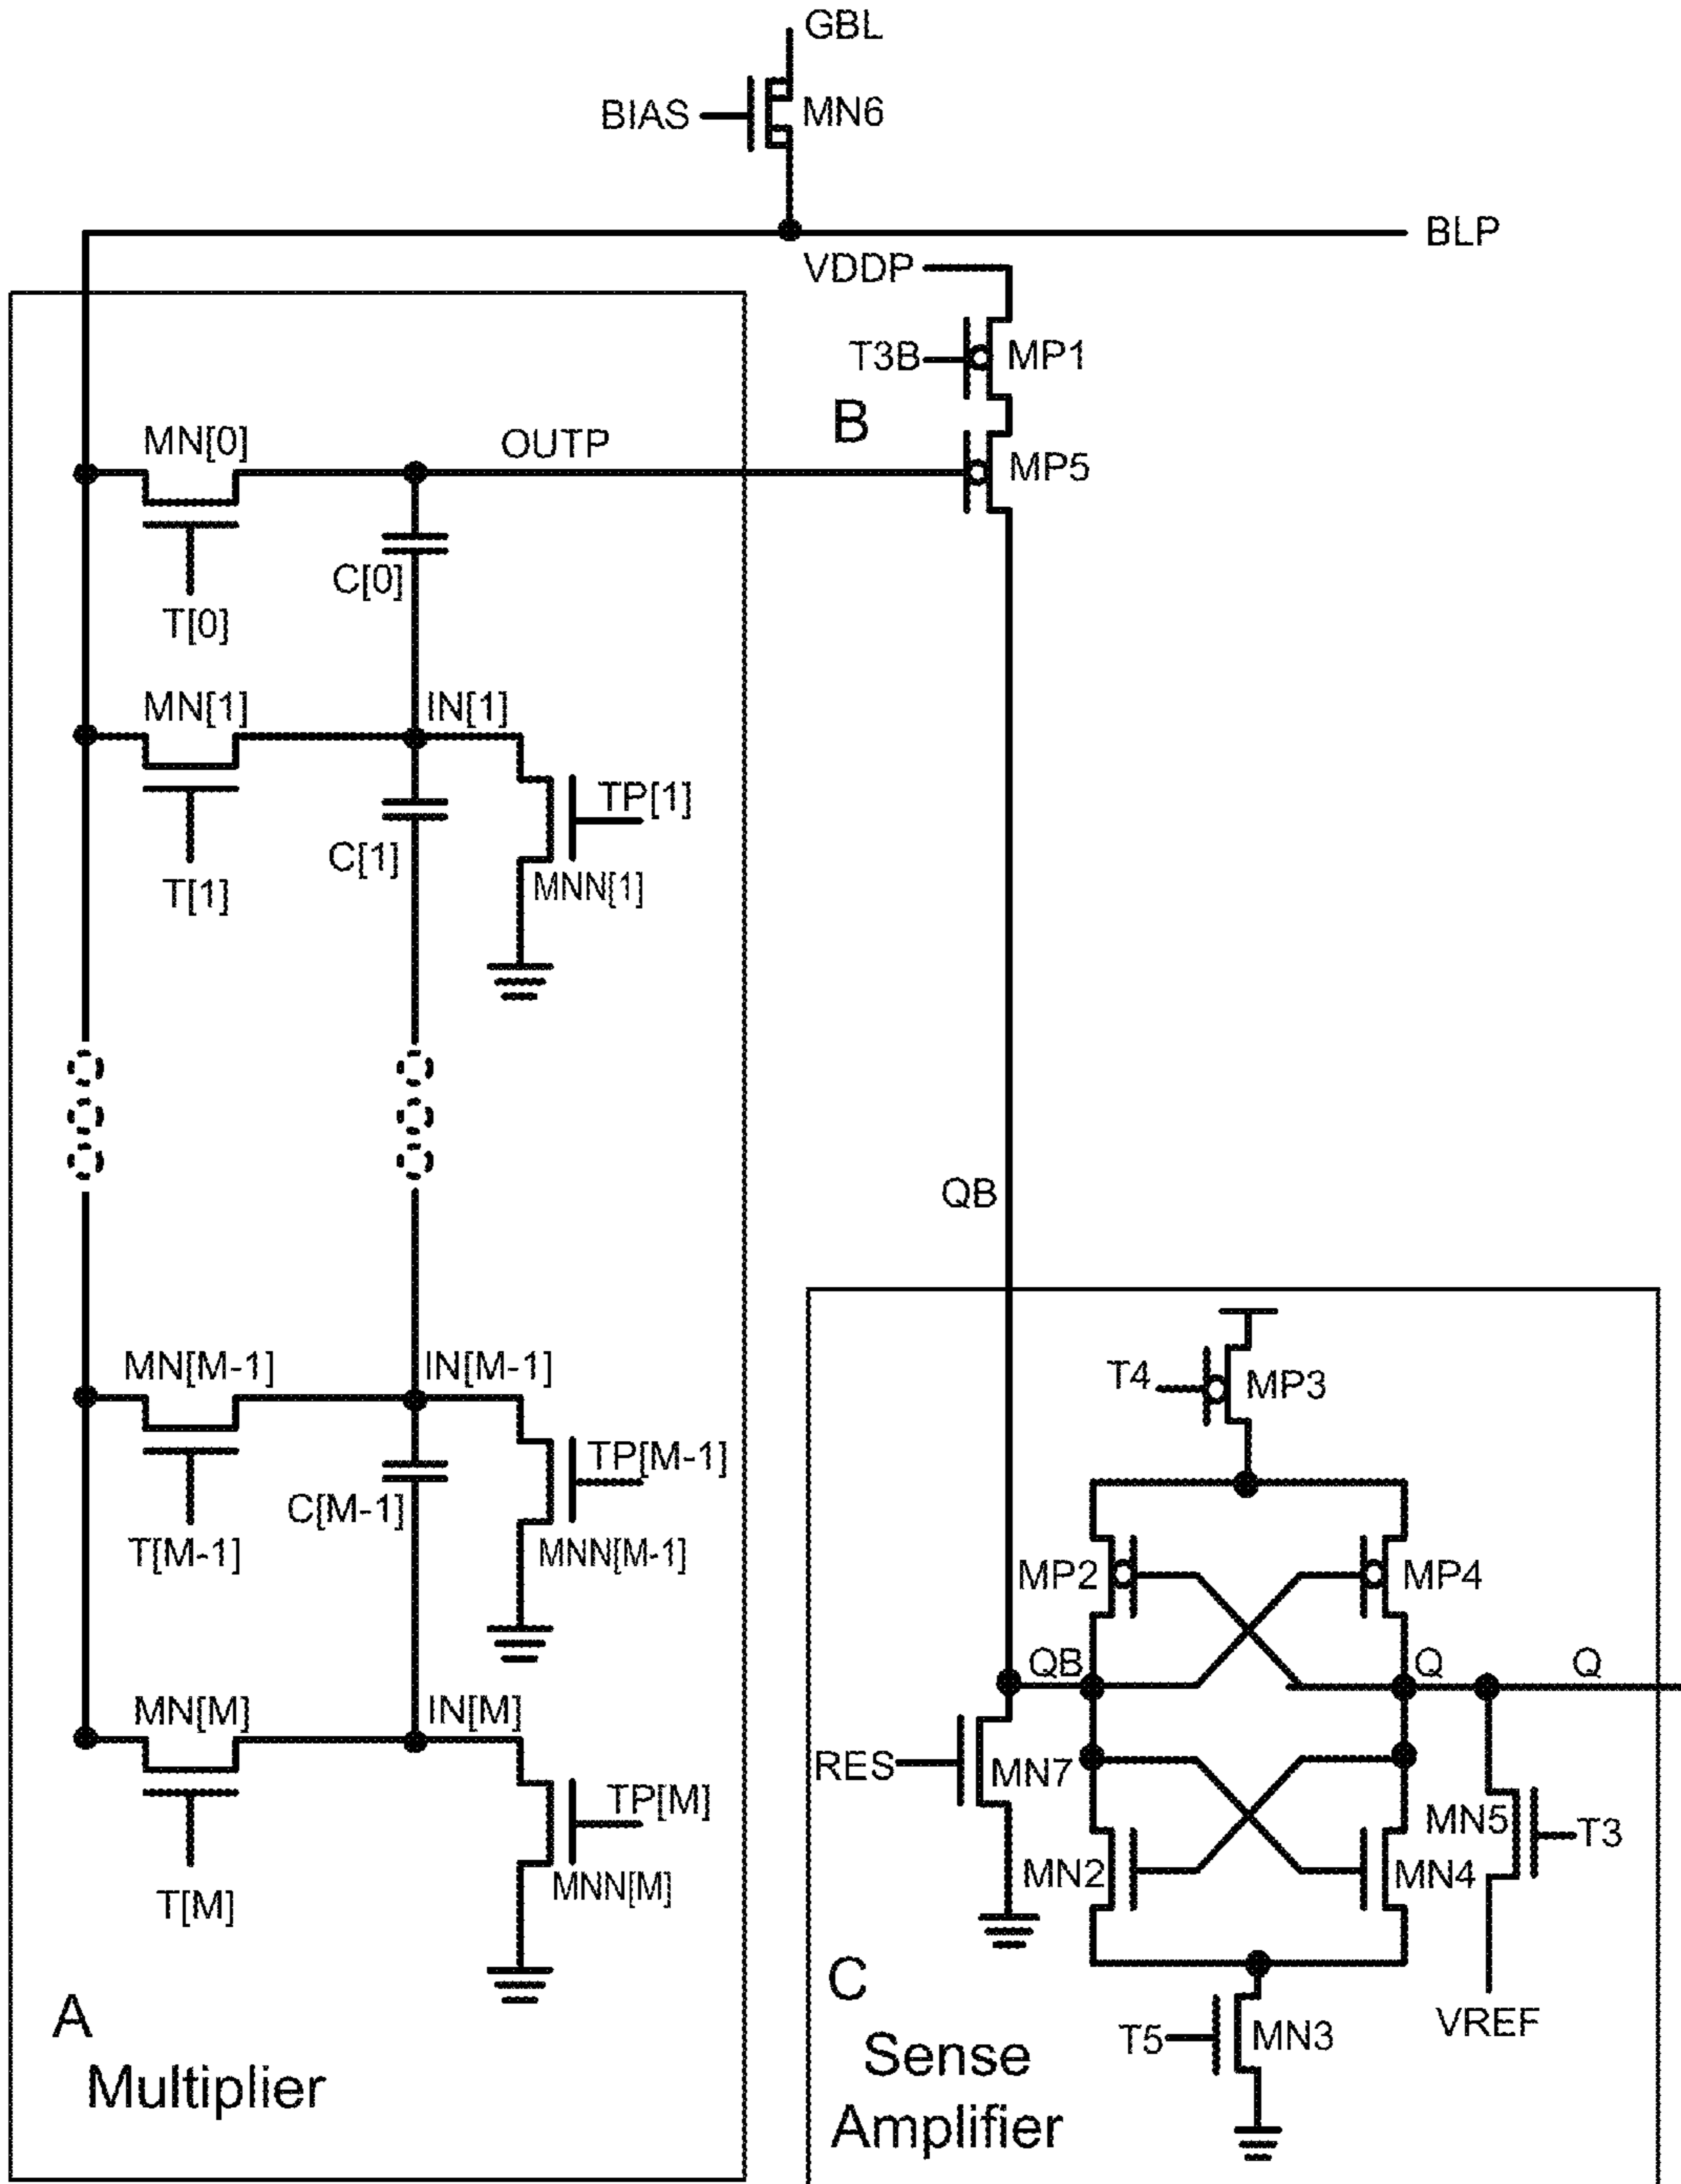 GBL
BIAS
MN6
BLP
VDDP
T3B
MP1
B
MN[0]
OUTP
MP5
C[0]
T[0]
MN[1]
IN[1]
TP[1]
C[1]
T[1]
MNN[1]
QB
MN[M-1]
IN[M-1]
T4
MP3
TP[M-1]
C[M-1]
T[M-1]
MNN[M-1]
MP2
MP4
QB
Q
Q
MN[M]
IN[M]
RES
MN7
TP[M]
MN5
T3
MN2
MN4
MNN[M]
T[M]
C
A
VREF
T5
MN3
Sense
Amplifier
Multiplier